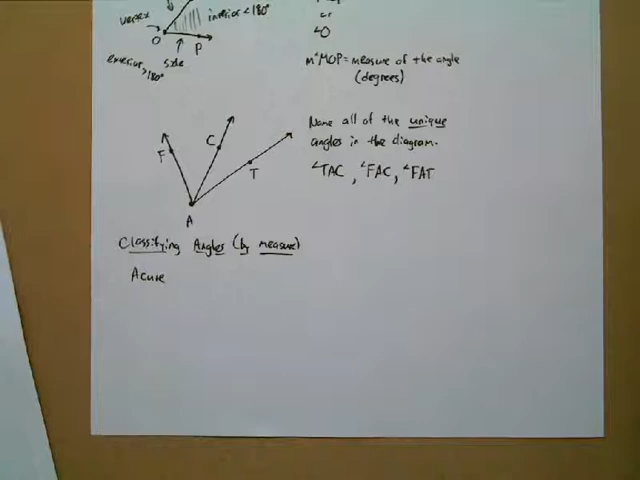 vertex
interior <180°
or
∠O
O
P
exterior >180°
side
m∠MOP = measure of the angle
(degrees)
Name all of the unique
angles in the diagram.
∠TAC, ∠FAC, ∠FAT
F
C
T
A
Classifying Angles (by measure)
Acute